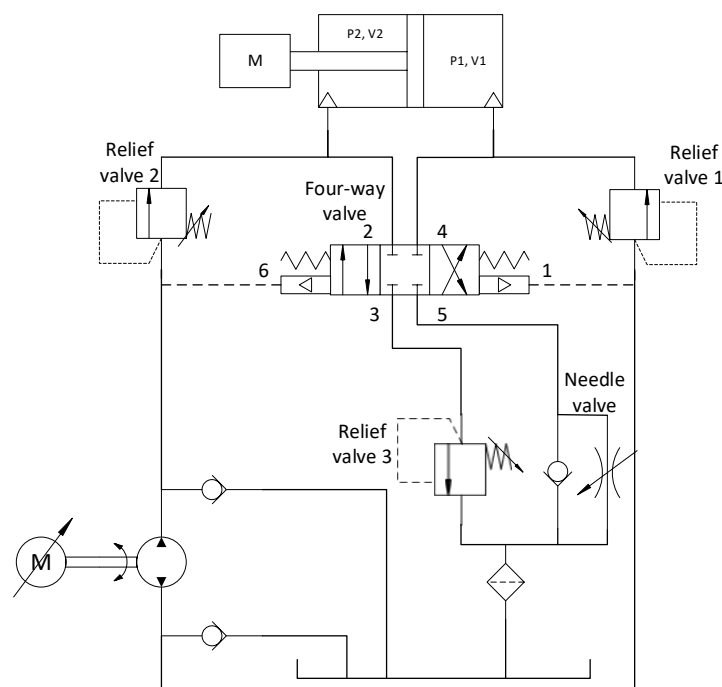 P2, V2
M
P1, V1
Relief
valve 2
Relief
valve 1
Four-way
valve
2
4
6
1
3
5
Needle
valve
Relief
valve 3
M